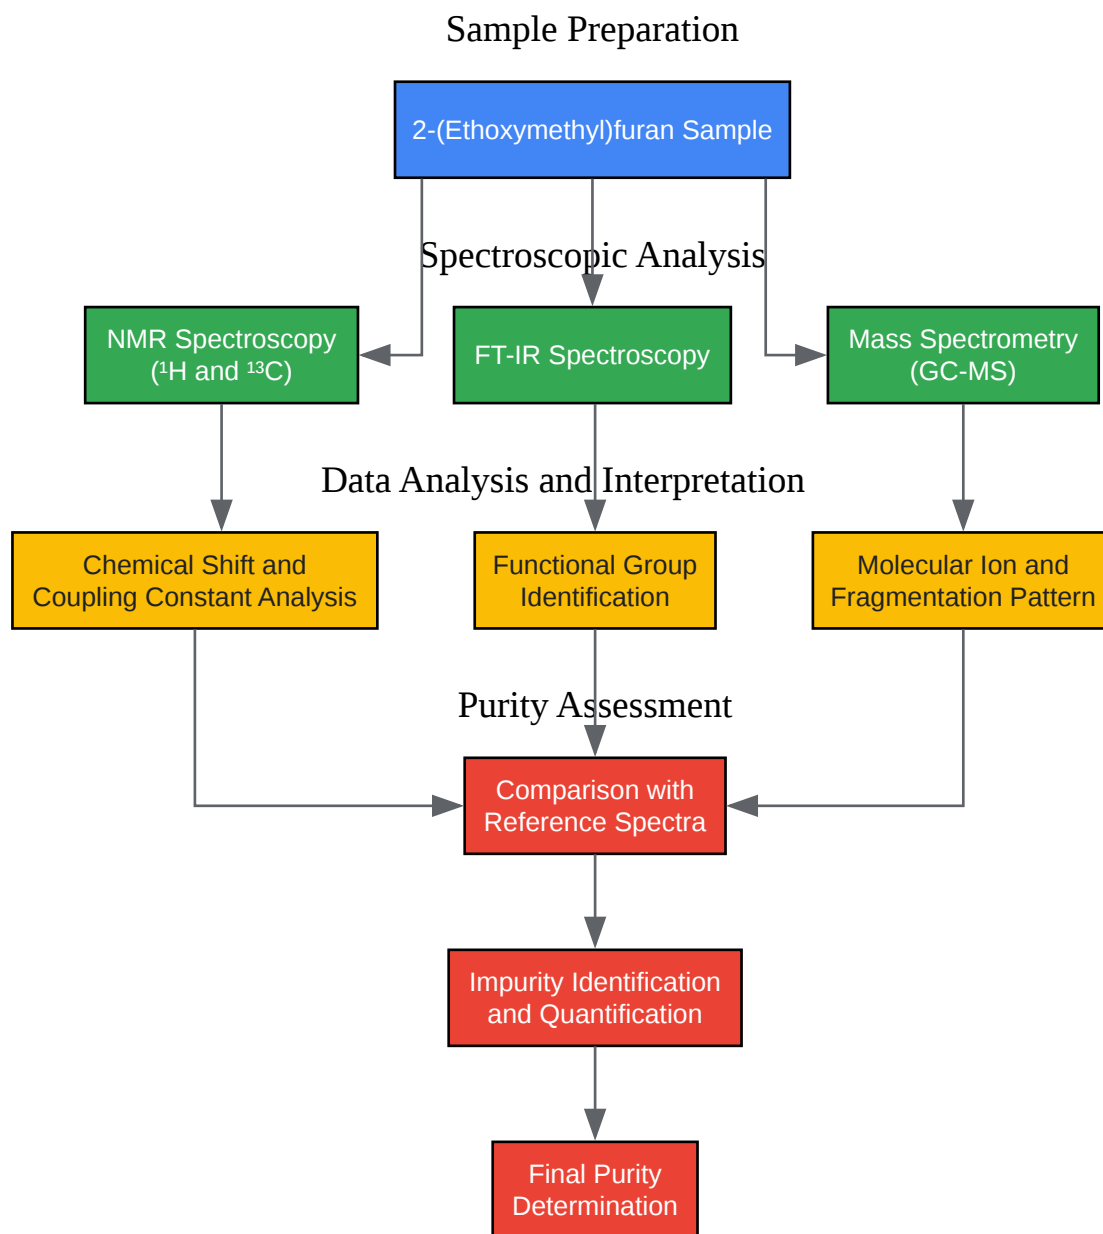 Sample Preparation
2-(Ethoxymethyl)furan Sample
Spectroscopic Analysis
NMR Spectroscopy
(¹H and ¹³C)
FT-IR Spectroscopy
Mass Spectrometry
(GC-MS)
Data Analysis and Interpretation
Chemical Shift and
Coupling Constant Analysis
Functional Group
Identification
Molecular Ion and
Fragmentation Pattern
Purity Assessment
Comparison with
Reference Spectra
Impurity Identification
and Quantification
Final Purity
Determination